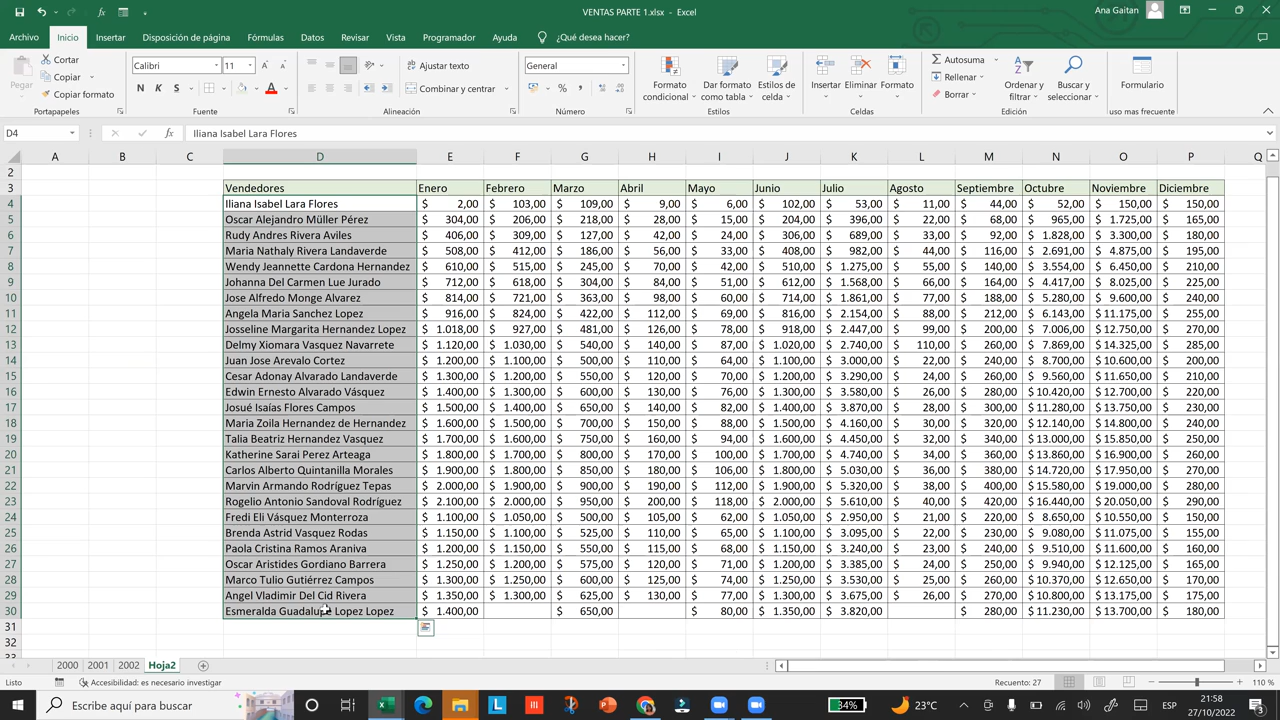 VENTAS PARTE 1.xlsx - Excel
Ana Gaitan
Archivo Inicio Insertar Disposición de página Fórmulas Datos Revisar Vista Programador Ayuda ¿Qué desea hacer?
Pegar
Cortar
Copiar
Copiar formato
Portapapeles
Calibri 11
N K S
Fuente
Ajustar texto
Combinar y centrar
Alineación
General
% 
Número
Formato condicional
Dar formato como tabla
Estilos de celda
Estilos
Insertar Eliminar Formato
Celdas
Autosuma
Rellenar
Borrar
Ordenar y filtrar
Buscar y seleccionar
Edición
Formulario
uso mas frecuente
D4 fx Iliana Isabel Lara Flores
A B C D E F G H I J K L M N O P Q
2
3 Vendedores Enero Febrero Marzo Abril Mayo Junio Julio Agosto Septiembre Octubre Noviembre Diciembre
4 Iliana Isabel Lara Flores $ 2,00 $ 103,00 $ 109,00 $ 9,00 $ 6,00 $ 102,00 $ 53,00 $ 11,00 $ 44,00 $ 52,00 $ 150,00 $ 150,00
5 Oscar Alejandro Müller Pérez $ 304,00 $ 206,00 $ 218,00 $ 28,00 $ 15,00 $ 204,00 $ 396,00 $ 22,00 $ 68,00 $ 965,00 $ 1.725,00 $ 165,00
6 Rudy Andres Rivera Aviles $ 406,00 $ 309,00 $ 127,00 $ 42,00 $ 24,00 $ 306,00 $ 689,00 $ 33,00 $ 92,00 $ 1.828,00 $ 3.300,00 $ 180,00
7 Maria Nathaly Rivera Landaverde $ 508,00 $ 412,00 $ 186,00 $ 56,00 $ 33,00 $ 408,00 $ 982,00 $ 44,00 $ 116,00 $ 2.691,00 $ 4.875,00 $ 195,00
8 Wendy Jeannette Cardona Hernandez $ 610,00 $ 515,00 $ 245,00 $ 70,00 $ 42,00 $ 510,00 $ 1.275,00 $ 55,00 $ 140,00 $ 3.554,00 $ 6.450,00 $ 210,00
9 Johanna Del Carmen Lue Jurado $ 712,00 $ 618,00 $ 304,00 $ 84,00 $ 51,00 $ 612,00 $ 1.568,00 $ 66,00 $ 164,00 $ 4.417,00 $ 8.025,00 $ 225,00
10 Jose Alfredo Monge Alvarez $ 814,00 $ 721,00 $ 363,00 $ 98,00 $ 60,00 $ 714,00 $ 1.861,00 $ 77,00 $ 188,00 $ 5.280,00 $ 9.600,00 $ 240,00
11 Angela Maria Sanchez Lopez $ 916,00 $ 824,00 $ 422,00 $ 112,00 $ 69,00 $ 816,00 $ 2.154,00 $ 88,00 $ 212,00 $ 6.143,00 $ 11.175,00 $ 255,00
12 Josseline Margarita Hernandez Lopez $ 1.018,00 $ 927,00 $ 481,00 $ 126,00 $ 78,00 $ 918,00 $ 2.447,00 $ 99,00 $ 200,00 $ 7.006,00 $ 12.750,00 $ 270,00
13 Delmy Xiomara Vasquez Navarrete $ 1.120,00 $ 1.030,00 $ 540,00 $ 140,00 $ 87,00 $ 1.020,00 $ 2.740,00 $ 110,00 $ 260,00 $ 7.869,00 $ 14.325,00 $ 285,00
14 Juan Jose Arevalo Cortez $ 1.200,00 $ 1.100,00 $ 500,00 $ 110,00 $ 64,00 $ 1.100,00 $ 3.000,00 $ 22,00 $ 240,00 $ 8.700,00 $ 10.600,00 $ 200,00
15 Cesar Adonay Alvarado Landaverde $ 1.300,00 $ 1.200,00 $ 550,00 $ 120,00 $ 70,00 $ 1.200,00 $ 3.290,00 $ 24,00 $ 260,00 $ 9.560,00 $ 11.650,00 $ 210,00
16 Edwin Ernesto Alvarado Vásquez $ 1.400,00 $ 1.300,00 $ 600,00 $ 130,00 $ 76,00 $ 1.300,00 $ 3.580,00 $ 26,00 $ 280,00 $ 10.420,00 $ 12.700,00 $ 220,00
17 Josué Isaías Flores Campos $ 1.500,00 $ 1.400,00 $ 650,00 $ 140,00 $ 82,00 $ 1.400,00 $ 3.870,00 $ 28,00 $ 300,00 $ 11.280,00 $ 13.750,00 $ 230,00
18 Maria Zoila Hernandez de Hernandez $ 1.600,00 $ 1.500,00 $ 700,00 $ 150,00 $ 88,00 $ 1.500,00 $ 4.160,00 $ 30,00 $ 320,00 $ 12.140,00 $ 14.800,00 $ 240,00
19 Talia Beatriz Hernandez Vasquez $ 1.700,00 $ 1.600,00 $ 750,00 $ 160,00 $ 94,00 $ 1.600,00 $ 4.450,00 $ 32,00 $ 340,00 $ 13.000,00 $ 15.850,00 $ 250,00
20 Katherine Sarai Perez Arteaga $ 1.800,00 $ 1.700,00 $ 800,00 $ 170,00 $ 100,00 $ 1.700,00 $ 4.740,00 $ 34,00 $ 360,00 $ 13.860,00 $ 16.900,00 $ 260,00
21 Carlos Alberto Quintanilla Morales $ 1.900,00 $ 1.800,00 $ 850,00 $ 180,00 $ 106,00 $ 1.800,00 $ 5.030,00 $ 36,00 $ 380,00 $ 14.720,00 $ 17.950,00 $ 270,00
22 Marvin Armando Rodríguez Tepas $ 2.000,00 $ 1.900,00 $ 900,00 $ 190,00 $ 112,00 $ 1.900,00 $ 5.320,00 $ 38,00 $ 400,00 $ 15.580,00 $ 19.000,00 $ 280,00
23 Rogelio Antonio Sandoval Rodríguez $ 2.100,00 $ 2.000,00 $ 950,00 $ 200,00 $ 118,00 $ 2.000,00 $ 5.610,00 $ 40,00 $ 420,00 $ 16.440,00 $ 20.050,00 $ 290,00
24 Fredi Eli Vásquez Monterroza $ 1.100,00 $ 1.050,00 $ 500,00 $ 105,00 $ 62,00 $ 1.050,00 $ 2.950,00 $ 21,00 $ 220,00 $ 8.650,00 $ 10.550,00 $ 150,00
25 Brenda Astrid Vasquez Rodas $ 1.150,00 $ 1.100,00 $ 525,00 $ 110,00 $ 65,00 $ 1.100,00 $ 3.095,00 $ 22,00 $ 230,00 $ 9.080,00 $ 11.075,00 $ 155,00
26 Paola Cristina Ramos Araniva $ 1.200,00 $ 1.150,00 $ 550,00 $ 115,00 $ 68,00 $ 1.150,00 $ 3.240,00 $ 23,00 $ 240,00 $ 9.510,00 $ 11.600,00 $ 160,00
27 Oscar Aristides Gordiano Barrera $ 1.250,00 $ 1.200,00 $ 575,00 $ 120,00 $ 71,00 $ 1.200,00 $ 3.385,00 $ 24,00 $ 250,00 $ 9.940,00 $ 12.125,00 $ 165,00
28 Marco Tulio Gutiérrez Campos $ 1.300,00 $ 1.250,00 $ 600,00 $ 125,00 $ 74,00 $ 1.250,00 $ 3.530,00 $ 25,00 $ 260,00 $ 10.370,00 $ 12.650,00 $ 170,00
29 Angel Vladimir Del Cid Rivera $ 1.350,00 $ 1.300,00 $ 625,00 $ 130,00 $ 77,00 $ 1.300,00 $ 3.675,00 $ 26,00 $ 270,00 $ 10.800,00 $ 13.175,00 $ 175,00
30 Esmeralda Guadalupe Lopez Lopez $ 1.400,00 $ 650,00 $ 80,00 $ 1.350,00 $ 3.820,00 $ 280,00 $ 11.230,00 $ 13.700,00 $ 180,00
31
32
33
2000 2001 2002 Hoja2
Listo Accesibilidad: es necesario investigar Recuento: 27 110 %
Escribe aquí para buscar 34% 23°C ESP 21:58
27/10/2022 3